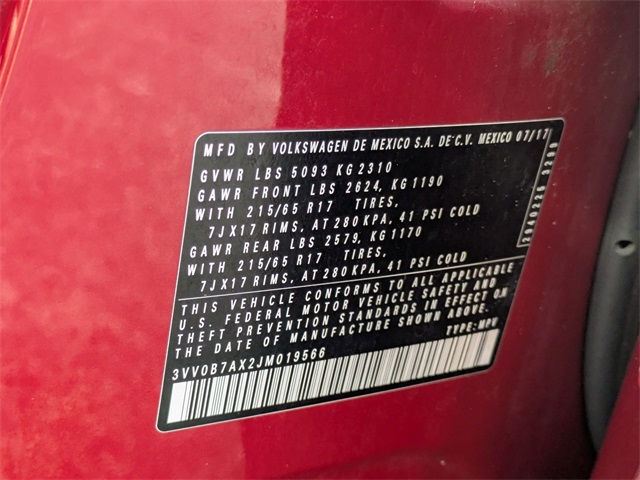 MFD BY VOLKSWAGEN DE MEXICO S.A. DE C.V. MEXICO 07/17
GVWR LBS 5093 KG 2310
GAWR FRONT LBS 2624, KG 1190
WITH 215/65 R17 TIRES,
7JX17 RIMS, AT 280 KPA, 41 PSI COLD
GAWR REAR LBS 2579, KG 1170
WITH 215/65 R17 TIRES,
7JX17 RIMS, AT 280 KPA, 41 PSI COLD
THIS VEHICLE CONFORMS TO ALL APPLICABLE
U.S. FEDERAL MOTOR VEHICLE SAFETY AND
THEFT PREVENTION STANDARDS IN EFFECT ON
THE DATE OF MANUFACTURE SHOWN ABOVE.
TYPE: MPV
3VV0B7AX2JM019566